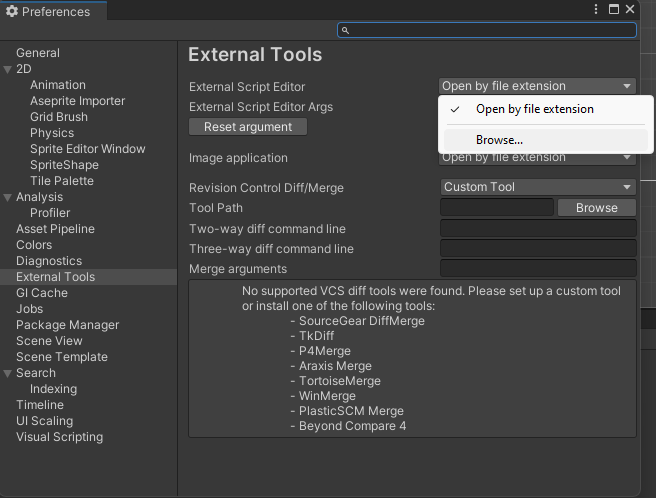 Preferences
General
2D
Animation
Aseprite Importer
Grid Brush
Physics
Sprite Editor Window
SpriteShape
Tile Palette
Analysis
Profiler
Asset Pipeline
Colors
Diagnostics
External Tools
GI Cache
Jobs
Package Manager
Scene View
Scene Template
Search
Indexing
Timeline
UI Scaling
Visual Scripting
External Tools
External Script Editor Open by file extension
Open by file extension
Browse...
External Script Editor Args
Reset argument
Image application Open by file extension
Revision Control Diff/Merge Custom Tool
Tool Path Browse
Two-way diff command line
Three-way diff command line
Merge arguments
No supported VCS diff tools were found. Please set up a custom tool
or install one of the following tools:
- SourceGear DiffMerge
- TkDiff
- P4Merge
- Araxis Merge
- TortoiseMerge
- WinMerge
- PlasticSCM Merge
- Beyond Compare 4